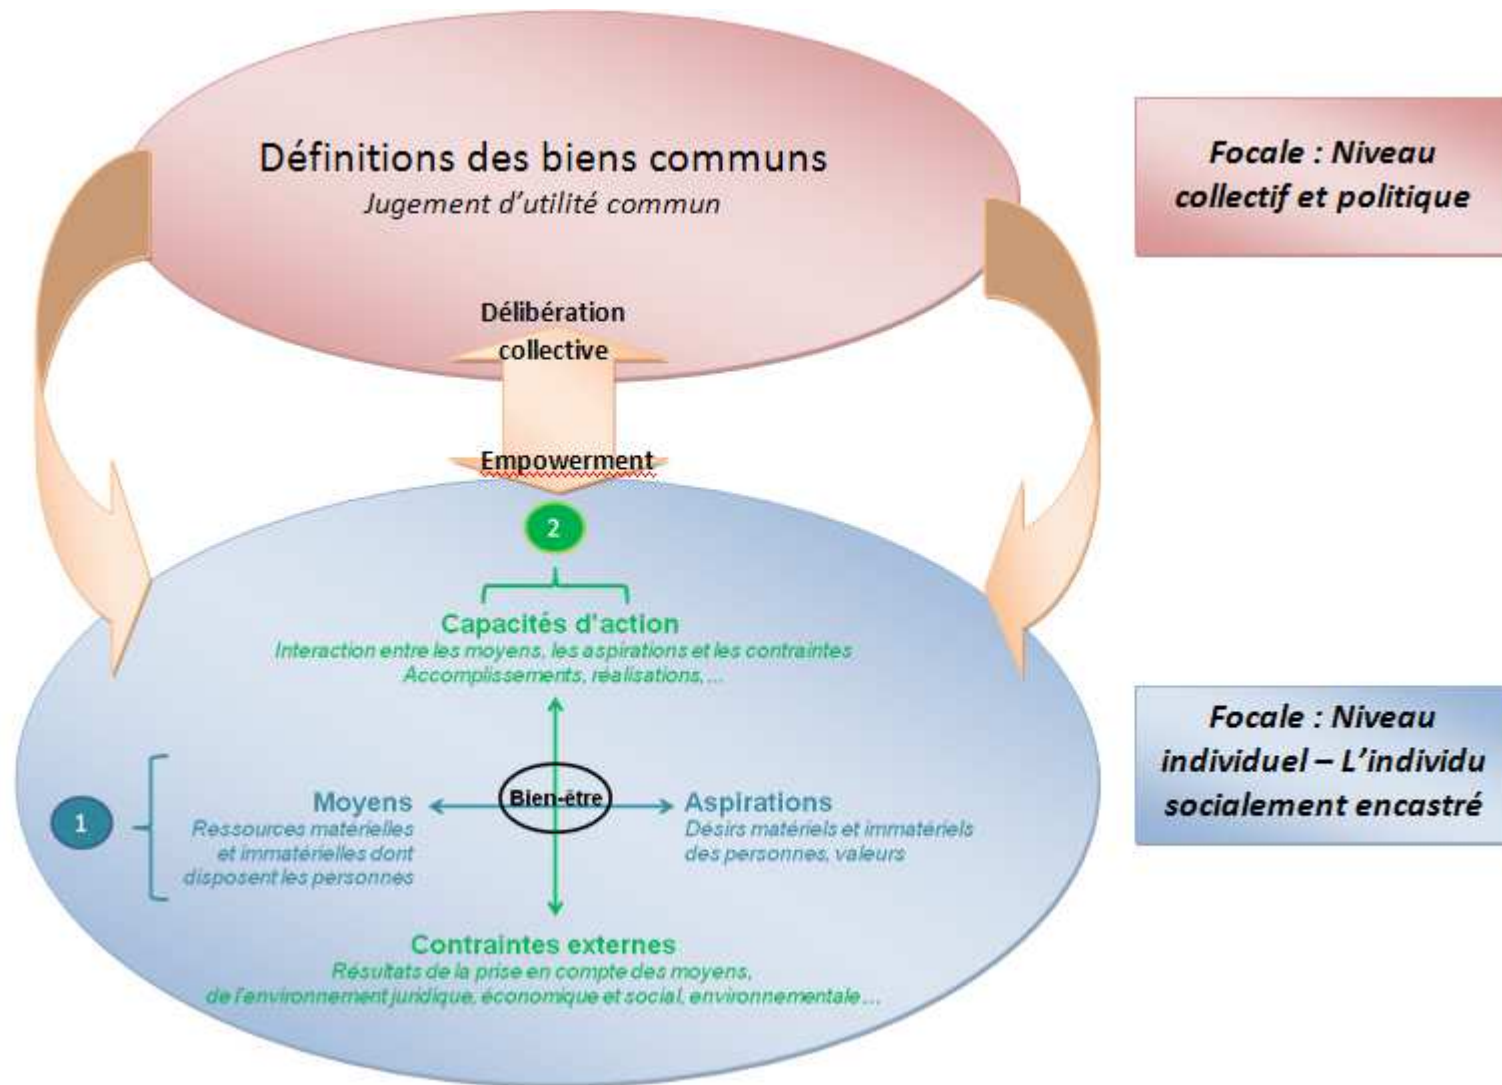 Définitions des biens communs
Jugement d'utilité commun
Focale : Niveau
collectif et politique
Délibération
collective
Empowerment
2
Capacités d'action
Interaction entre les moyens, les aspirations et les contraintes
Accomplissements, réalisations,...
1
Moyens
Ressources matérielles
et immatérielles dont
disposent les personnes
Bien-être
Aspirations
Désirs matériels et immatériels
des personnes, valeurs
Contraintes externes
Résultats de la prise en compte des moyens,
de l'environnement juridique, économique et social, environnementale...
Focale : Niveau
individuel – L'individu
socialement encastré